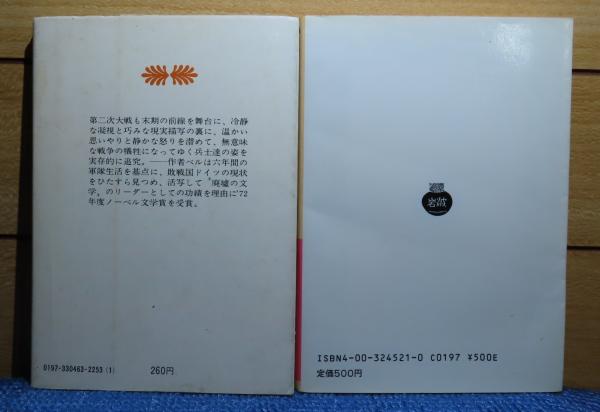 第二次大戦も末期の前線を舞台に、冷静
な凝視と巧みな現実描写の裏に、温かい
思いやりと静かな怒りを潜めて、無意味
な戦争の犠牲になってゆく兵士達の姿を
実存的に追究。──作者ベルは六年間の
軍隊生活を基点に、敗戦国ドイツの現状
をひたすら見つめ、活写して〝廃墟の文
学〟のリーダーとしての功績を理由に'72
年度ノーベル文学賞を受賞。
0197-330463-2253 (1)
260円
岩波
ISBN4-00-324521-0 C0197 ¥500E
定価500円